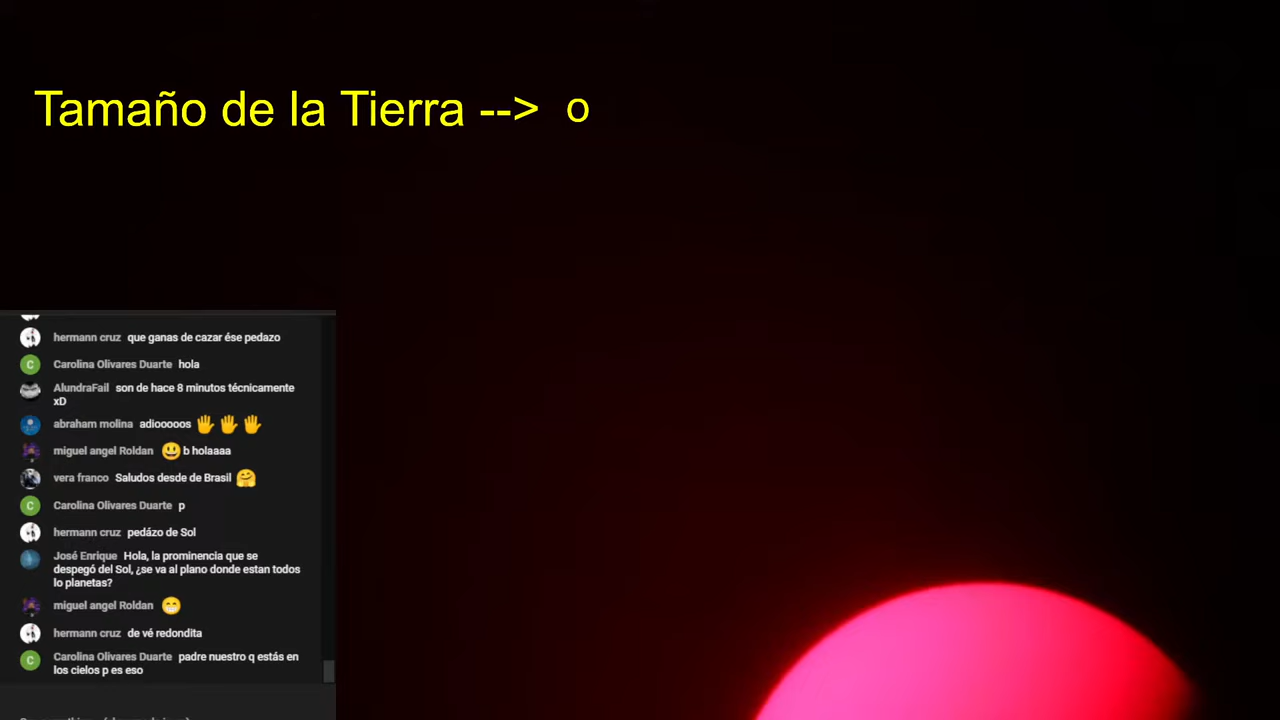 Tamaño de la Tierra --> o
hermann cruz que ganas de cazar ése pedazo
Carolina Olivares Duarte hola
AlundraFail son de hace 8 minutos técnicamente
xD
abraham molina adiooooos 🖐🖐🖐
miguel angel Roldan 😃 b holaaaa
vera franco Saludos desde de Brasil 🤗
Carolina Olivares Duarte p
hermann cruz pedázo de Sol
José Enrique Hola, la prominencia que se
despegó del Sol, ¿se va al plano donde estan todos
lo planetas?
miguel angel Roldan 😁
hermann cruz de vé redondita
Carolina Olivares Duarte padre nuestro q estás en
los cielos p es eso